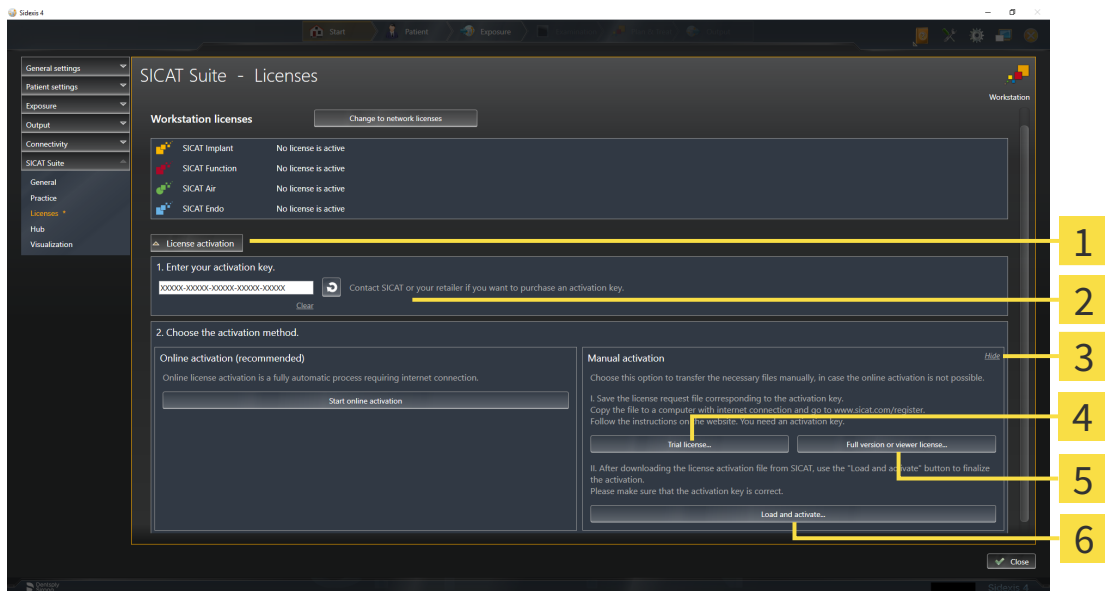 Sidexis 4
Start
Patient
Exposure
General settings
Patient settings
Exposure
Output
Connectivity
SICAT Suite
General
Practice
Licenses *
Hub
Visualization
SICAT Suite - Licenses
Workstation
Workstation licenses
Change to network licenses
SICAT Implant No license is active
SICAT Function No license is active
SICAT Air No license is active
SICAT Endo No license is active
License activation
1. Enter your activation key.
XXXXX-XXXXX-XXXXX-XXXXX-XXXXX
Contact SICAT or your retailer if you want to purchase an activation key.
Clear
2. Choose the activation method.
Online activation (recommended)
Online license activation is a fully automatic process requiring internet connection.
Start online activation
Manual activation
Hide
Choose this option to transfer the necessary files manually, in case the online activation is not possible.
I. Save the license request file corresponding to the activation key.
Copy the file to a computer with internet connection and go to www.sicat.com/register.
Follow the instructions on the website. You need an activation key.
Trial license...
Full version or viewer license...
II. After downloading the license activation file from SICAT, use the "Load and activate" button to finalize
the activation.
Please make sure that the activation key is correct.
Load and activate...
Close
Dentsply
Sirona
Sidexis 4
1
2
3
4
5
6